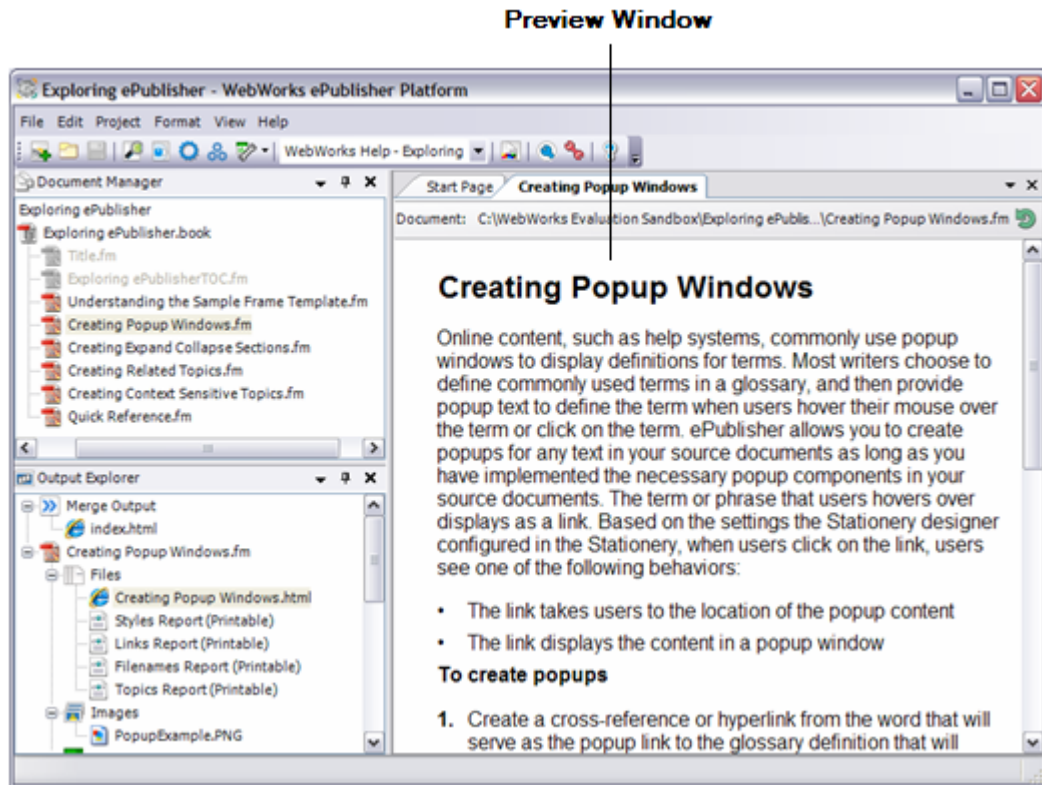 Preview Window
Exploring ePublisher - WebWorks ePublisher Platform
File Edit Project Format View Help
WebWorks Help - Exploring
Document Manager
Exploring ePublisher
Exploring ePublisher.book
Title.fm
Exploring ePublisherTOC.fm
Understanding the Sample Frame Template.fm
Creating Popup Windows.fm
Creating Expand Collapse Sections.fm
Creating Related Topics.fm
Creating Context Sensitive Topics.fm
Quick Reference.fm
Output Explorer
Merge Output
index.html
Creating Popup Windows.fm
Files
Creating Popup Windows.html
Styles Report (Printable)
Links Report (Printable)
Filenames Report (Printable)
Topics Report (Printable)
Images
PopupExample.PNG
Start Page Creating Popup Windows
Document: C:\WebWorks Evaluation Sandbox\Exploring ePublis...\Creating Popup Windows.fm
Creating Popup Windows
Online content, such as help systems, commonly use popup
windows to display definitions for terms. Most writers choose to
define commonly used terms in a glossary, and then provide
popup text to define the term when users hover their mouse over
the term or click on the term. ePublisher allows you to create
popups for any text in your source documents as long as you
have implemented the necessary popup components in your
source documents. The term or phrase that users hovers over
displays as a link. Based on the settings the Stationery designer
configured in the Stationery, when users click on the link, users
see one of the following behaviors:
• The link takes users to the location of the popup content
• The link displays the content in a popup window
To create popups
1. Create a cross-reference or hyperlink from the word that will
serve as the popup link to the glossary definition that will